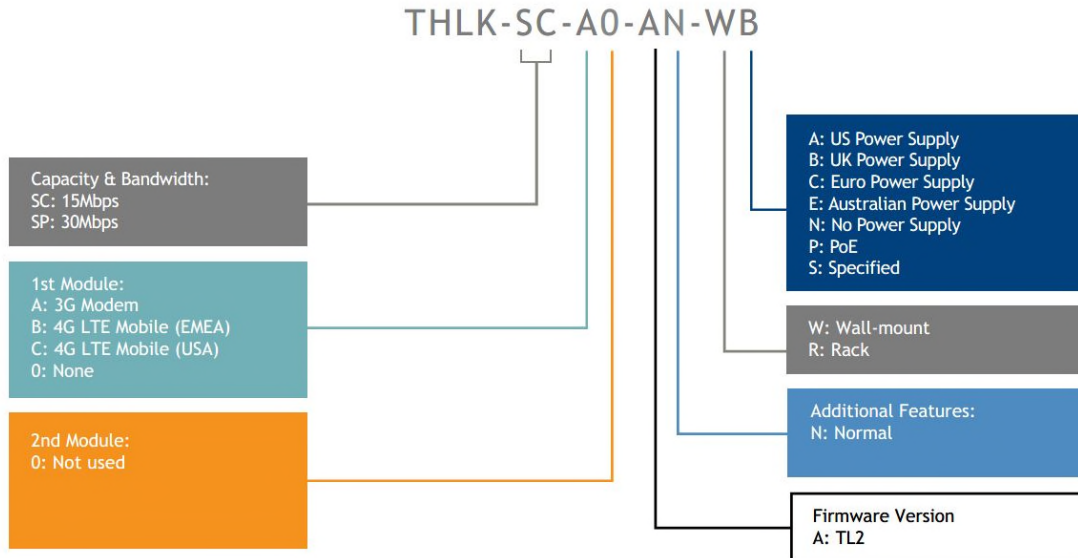 THLK-SC-A0-AN-WB
Capacity & Bandwidth:
SC: 15Mbps
SP: 30Mbps
1st Module:
A: 3G Modem
B: 4G LTE Mobile (EMEA)
C: 4G LTE Mobile (USA)
0: None
2nd Module:
0: Not used
A: US Power Supply
B: UK Power Supply
C: Euro Power Supply
E: Australian Power Supply
N: No Power Supply
P: PoE
S: Specified
W: Wall-mount
R: Rack
Additional Features:
N: Normal
Firmware Version
A: TL2